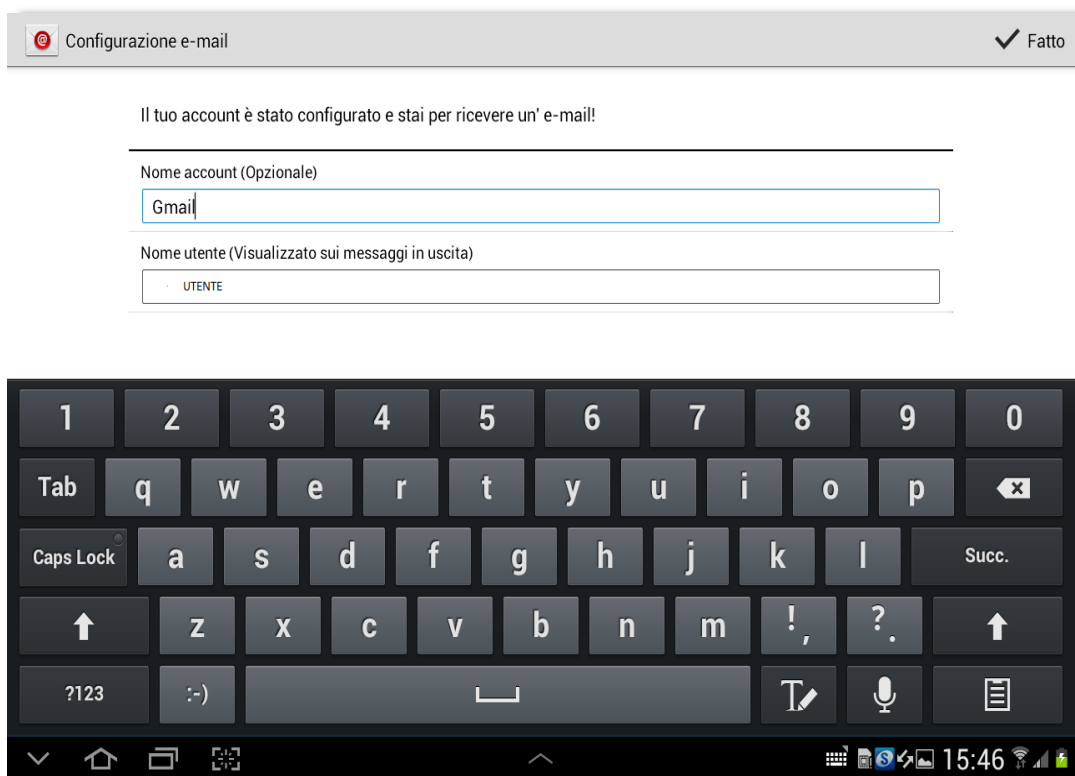 Configurazione e-mail
Fatto
Il tuo account è stato configurato e stai per ricevere un' e-mail!
Nome account (Opzionale)
Gmail
Nome utente (Visualizzato sui messaggi in uscita)
UTENTE
1 2 3 4 5 6 7 8 9 0
Tab q w e r t y u i o p
Caps Lock a s d f g h j k l Succ.
z x c v b n m ! , ? .
?123 :-)
15:46